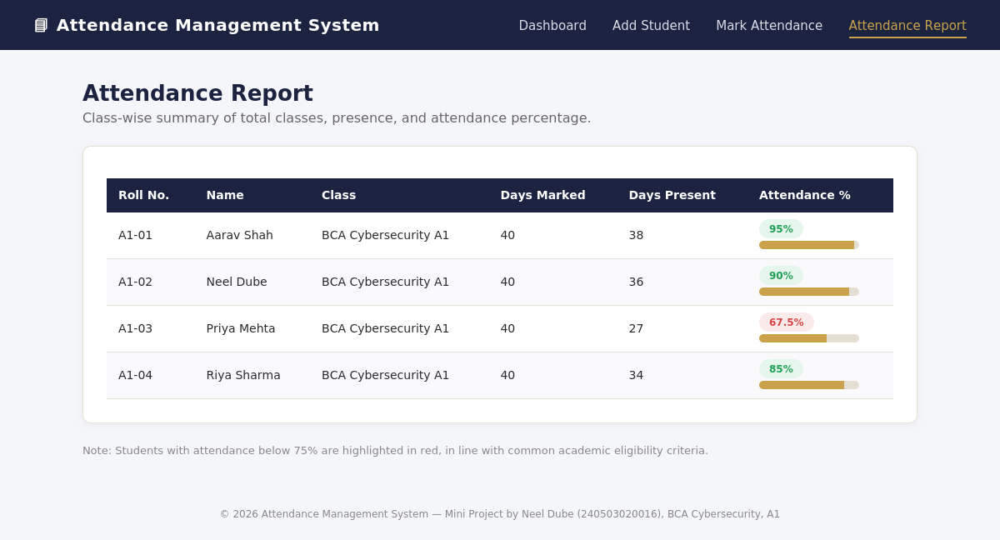 Attendance Management System Dashboard Add Student Mark Attendance Attendance Report
Attendance Report
Class-wise summary of total classes, presence, and attendance percentage.
Roll No. Name Class Days Marked Days Present Attendance %
A1-01 Aarav Shah BCA Cybersecurity A1 40 38 95%
A1-02 Neel Dube BCA Cybersecurity A1 40 36 90%
A1-03 Priya Mehta BCA Cybersecurity A1 40 27 67.5%
A1-04 Riya Sharma BCA Cybersecurity A1 40 34 85%
Note: Students with attendance below 75% are highlighted in red, in line with common academic eligibility criteria.
© 2026 Attendance Management System — Mini Project by Neel Dube (240503020016), BCA Cybersecurity, A1